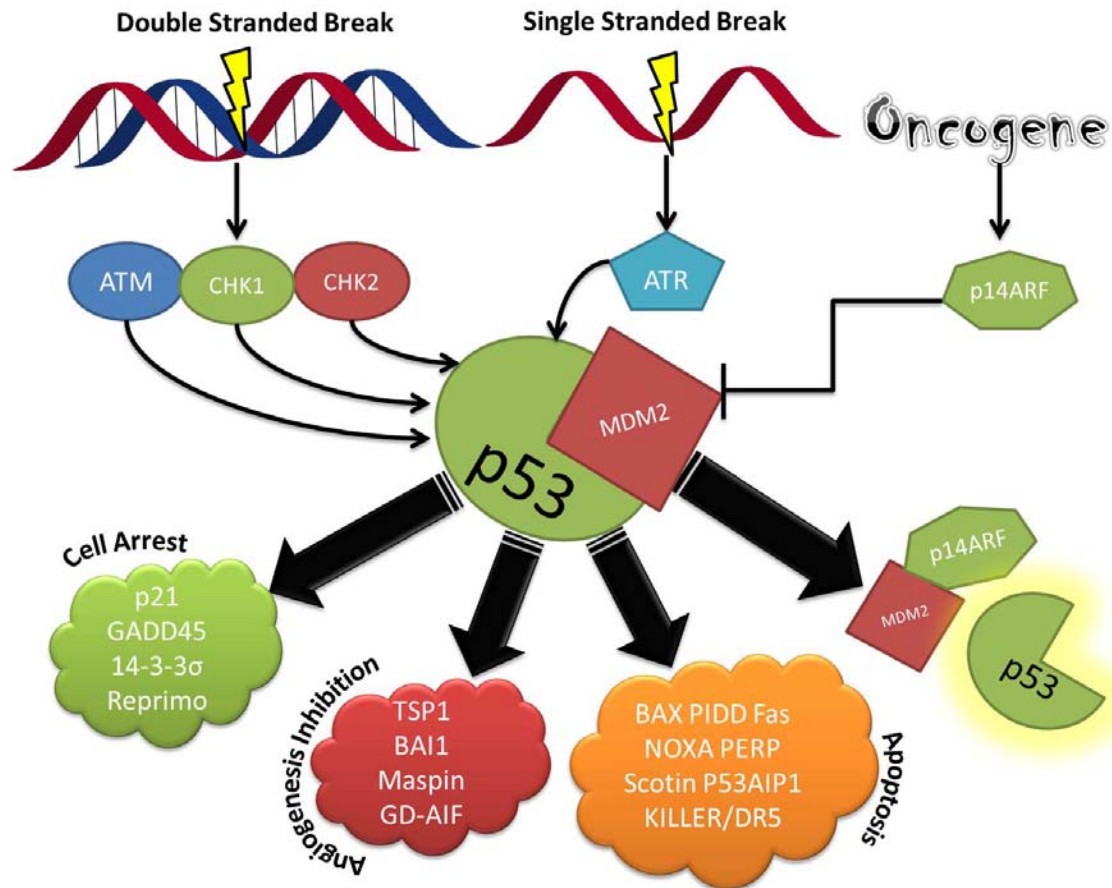 Double Stranded Break
Single Stranded Break
Oncogene
ATM
CHK1
CHK2
ATR
p14ARF
MDM2
p53
Cell Arrest
p21
GADD45
14-3-3σ
Reprimo
Angiogenesis Inhibition
TSP1
BAI1
Maspin
GD-AIF
BAX PIDD Fas
NOXA PERP
Scotin P53AIP1
KILLER/DR5
Apoptosis
p14ARF
MDM2
p53